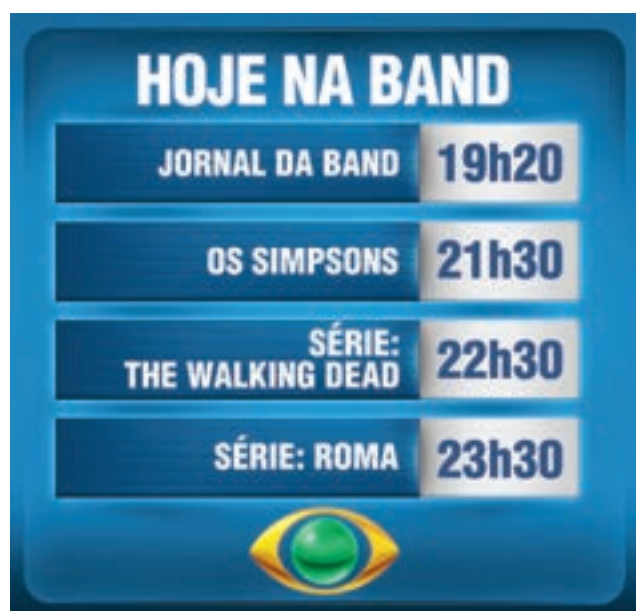 HOJE NA BAND
JORNAL DA BAND 19h20
OS SIMPSONS 21h30
SÉRIE:
THE WALKING DEAD 22h30
SÉRIE: ROMA 23h30